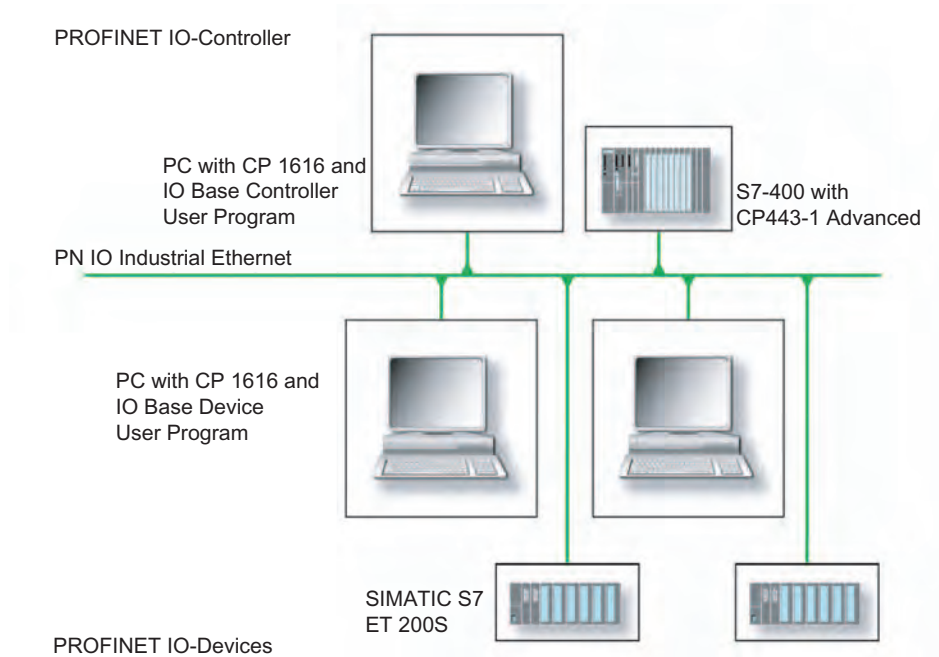 PROFINET IO-Controller
PC with CP 1616 and
IO Base Controller
User Program
S7-400 with
CP443-1 Advanced
PN IO Industrial Ethernet
PC with CP 1616 and
IO Base Device
User Program
SIMATIC S7
ET 200S
PROFINET IO-Devices